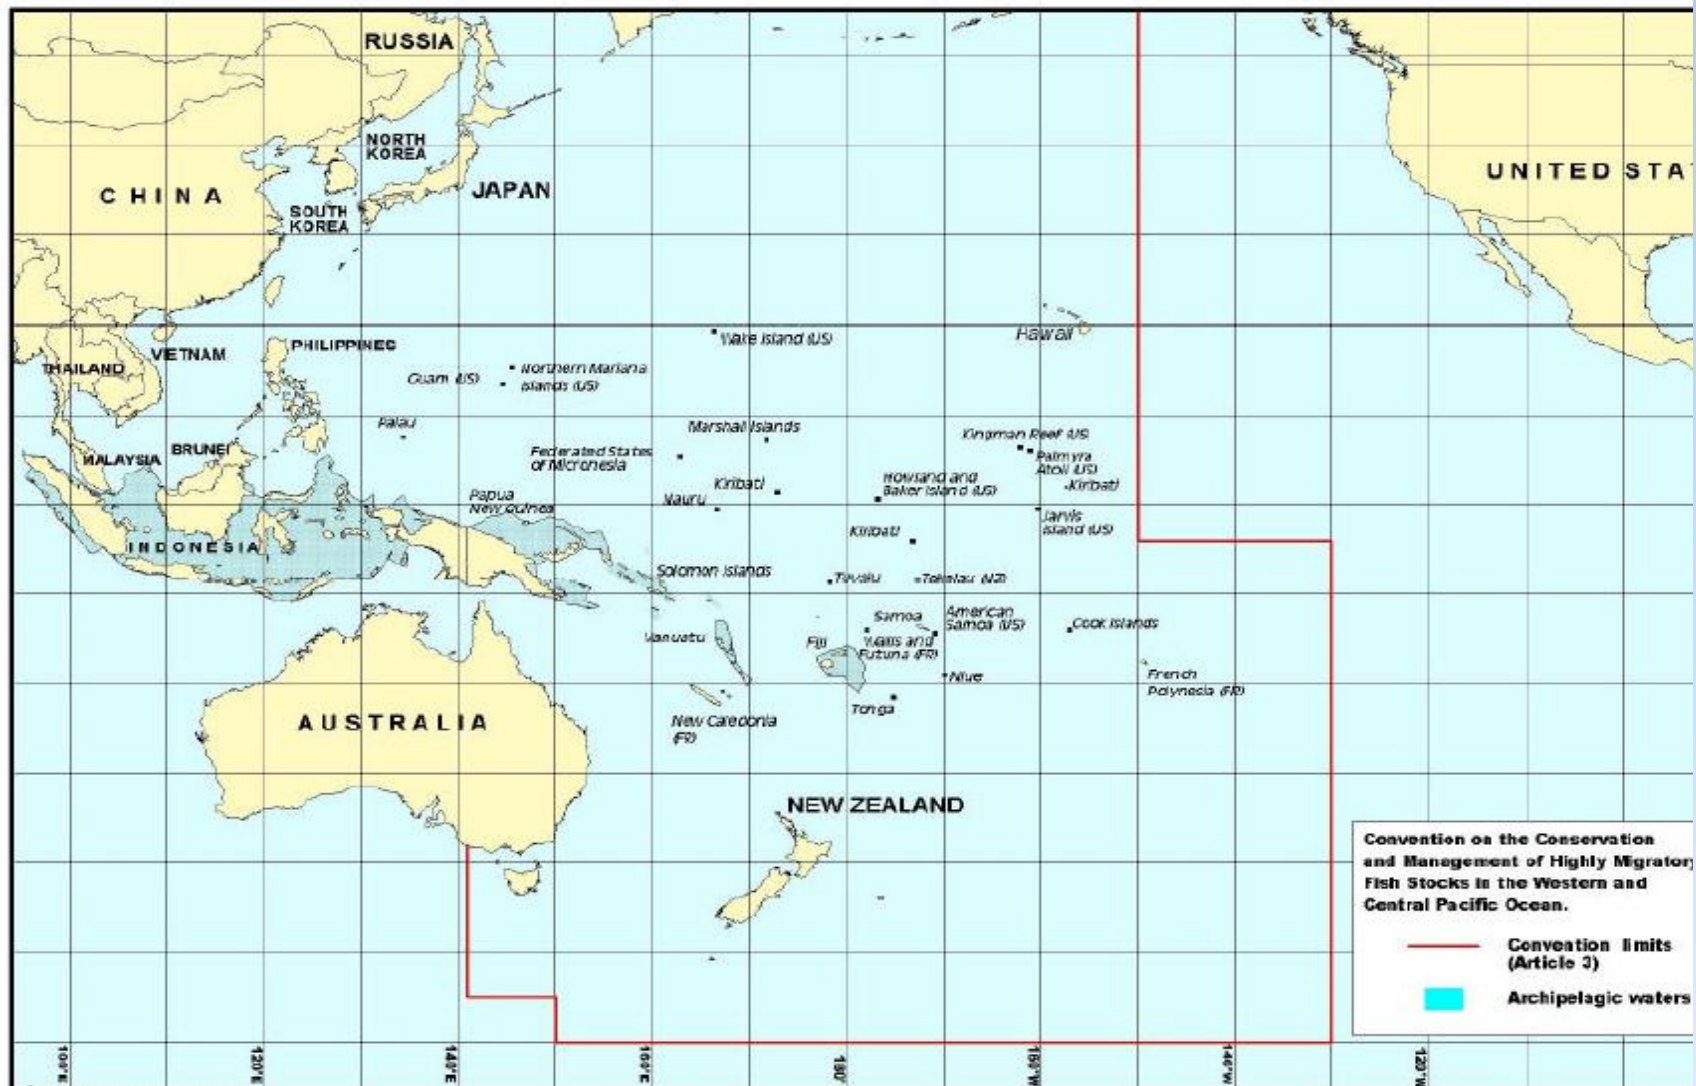 RUSSIA
NORTH
KOREA
CHINA
JAPAN
SOUTH
KOREA
UNITED STAT
Wake Island (US)
Hawaii
VIETNAM
PHILIPPINES
THAILAND
Guam (US)
Northern Mariana
Islands (US)
Palau
Marshall Islands
Kingman Reef (US)
BRUNEI
MALAYSIA
Federated States
of Micronesia
Palmyra
Atoll (US)
Howland and
Baker Island (US)
Kiribati
Kiribati
Papua
New Guinea
Nauru
Jarvis
Island (US)
Kiribati
INDONESIA
Solomon Islands
Tuvalu
Tokelau (NZ)
Samoa
American
Samoa (US)
Cook Islands
Vanuatu
Fiji
Wallis and
Futuna (FR)
Niue
French
Polynesia (FR)
Tonga
AUSTRALIA
New Caledonia
(FR)
NEW ZEALAND
Convention on the Conservation
and Management of Highly Migratory
Fish Stocks in the Western and
Central Pacific Ocean.
Convention limits
(Article 3)
Archipelagic waters
100°E
120°E
140°E
160°E
180°
160°W
140°W
120°W